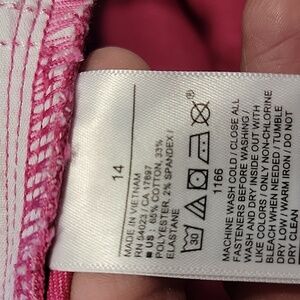 14
MADE IN VIETNAM
RN 54023 / CA 17897
■ US 65% COTTON, 33%
POLYESTER, 2% SPANDEX /
ELASTANE
30
1166
MACHINE WASH COLD / CLOSE ALL
FASTENERS BEFORE WASHING /
WASH AND DRY INSIDE OUT WITH
LIKE COLORS / ONLY NON-CHLORINE
BLEACH WHEN NEEDED / TUMBLE
DRY LOW / WARM IRON / DO NOT
DRY CLEAN